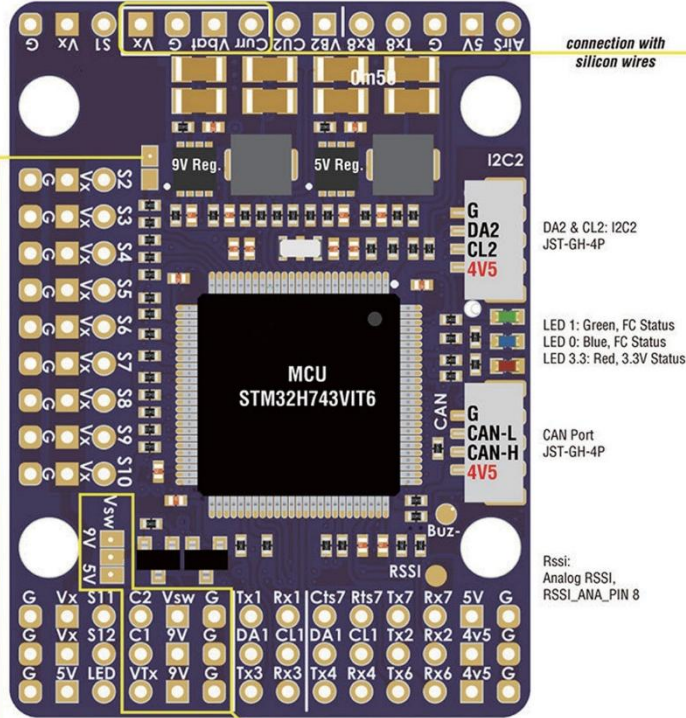 G Vx S1 Vx G Vbat Curr CU2 VB2 Rx8 Tx8 G 5V AirS
connection with
silicon wires
0m50
9V Reg. 5V Reg.
I2C2
S2 Vx G
S3 Vx G
S4 Vx G
S5 Vx G
S6 Vx G
S7 Vx G
S8 Vx G
S9 Vx G
S10 Vx G
G
DA2
CL2
4V5
DA2 & CL2: I2C2
JST-GH-4P
LED 1: Green, FC Status
LED 0: Blue, FC Status
LED 3.3: Red, 3.3V Status
MCU
STM32H743VIT6
CAN
G
CAN-L
CAN-H
4V5
CAN Port
JST-GH-4P
Vsw
9V
5V
Buz-
RSSI
Rssi:
Analog RSSI,
RSSI_ANA_PIN 8
G Vx S11 C2 Vsw G Tx1 Rx1 Cts7 Rts7 Tx7 Rx7 5V G
G Vx S12 C1 9V G DA1 CL1 DA1 CL1 Tx2 Rx2 4v5 G
G 5V LED VTx 9V G Tx3 Rx3 Tx4 Rx4 Tx6 Rx6 4v5 G